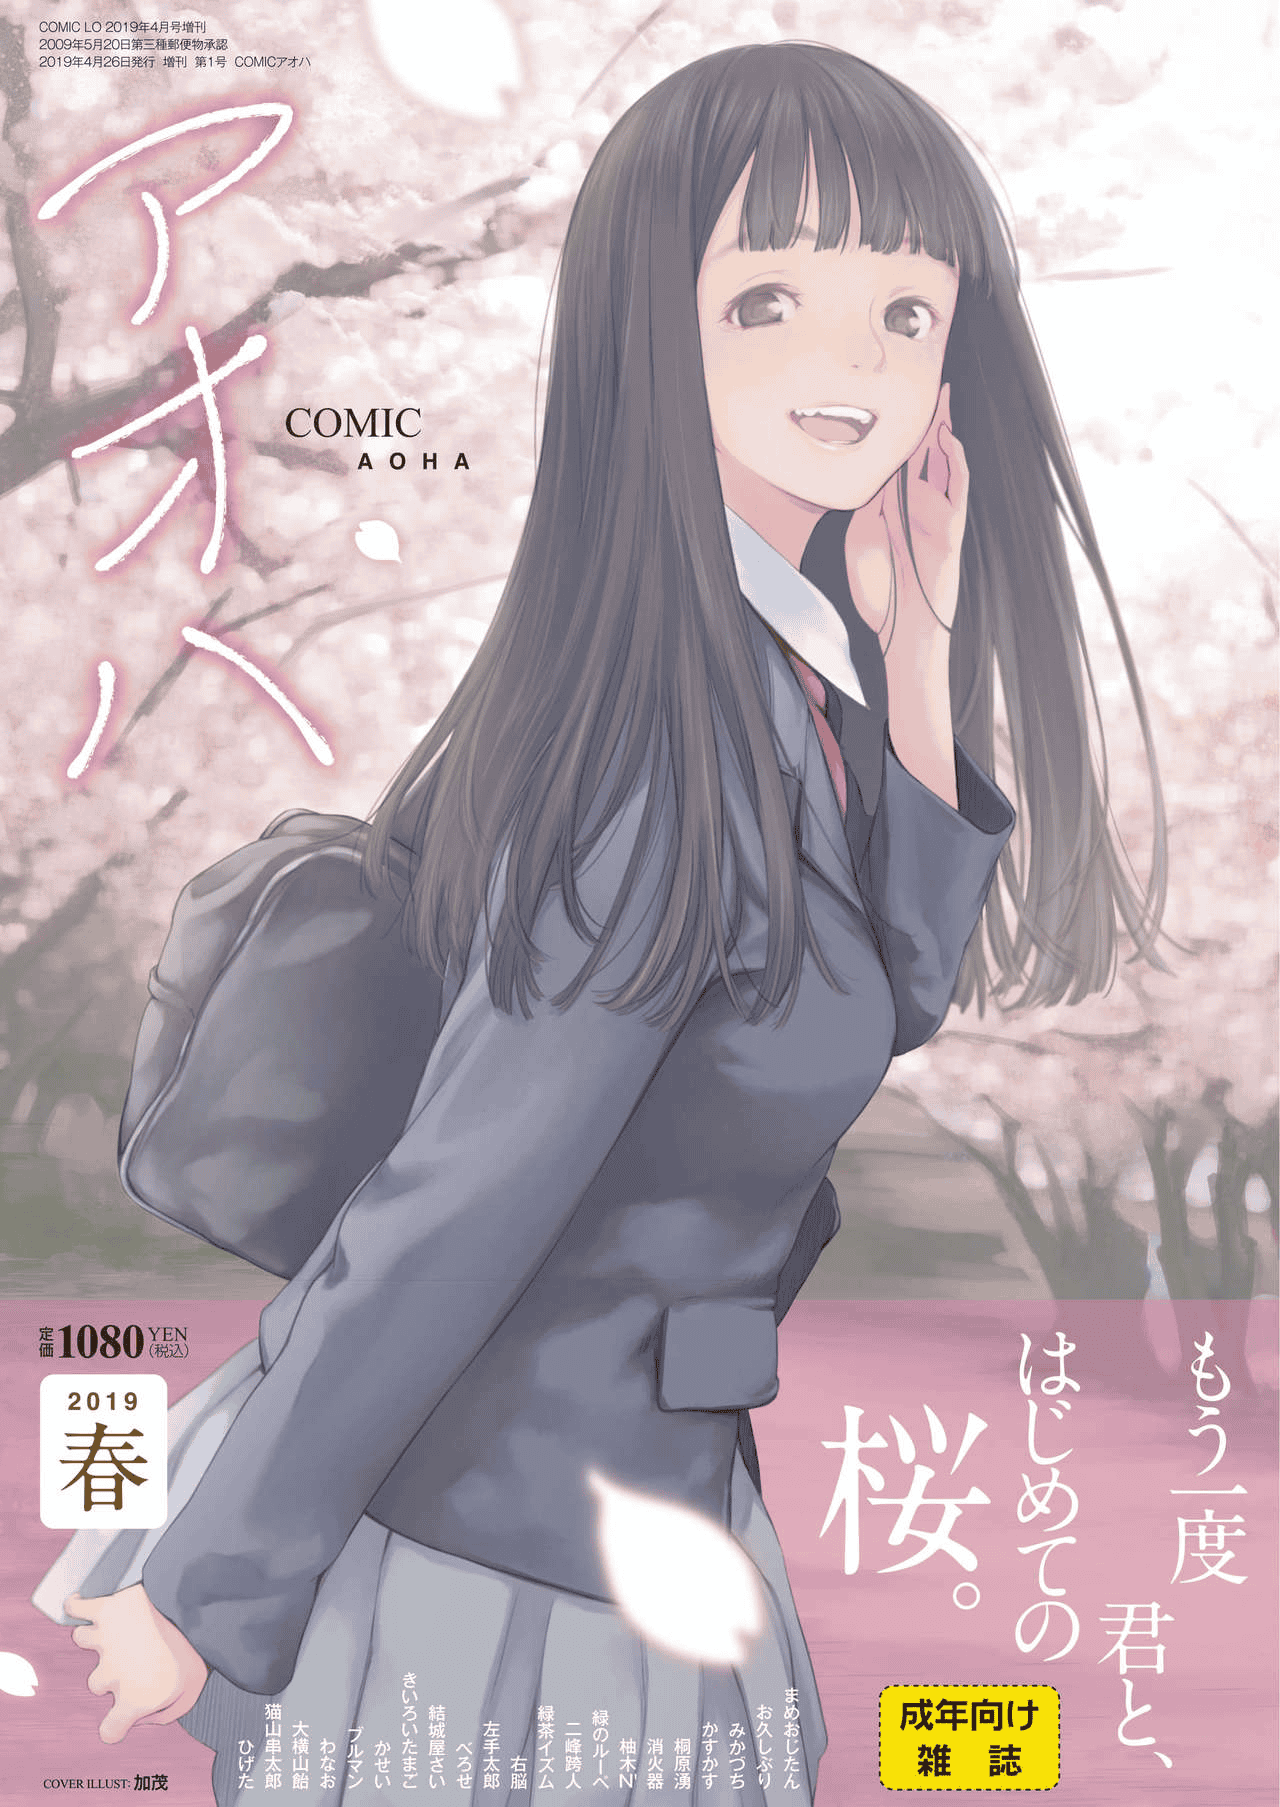 COMIC LO 2019年4月号増刊
2009年5月20日第三種郵便物承認
2019年4月26日発行 増刊 第1号 COMICアオハ
アオハ
COMIC
AOHA
定価1080YEN(税込)
2019
春
もう一度
君と、
はじめての
桜。
成年向け
雑誌
まめおじたん
お久しぶり
みかづち
かすかす
桐原湧
消火器
柚木N'
緑のルーペ
二峰跨人
緑茶イズム
右脳
左手太郎
べろせ
結城屋さい
きいろいたまご
かせい
ブルマン
わなお
大横山飴
猫山串太郎
ひげた
COVER ILLUST: 加茂